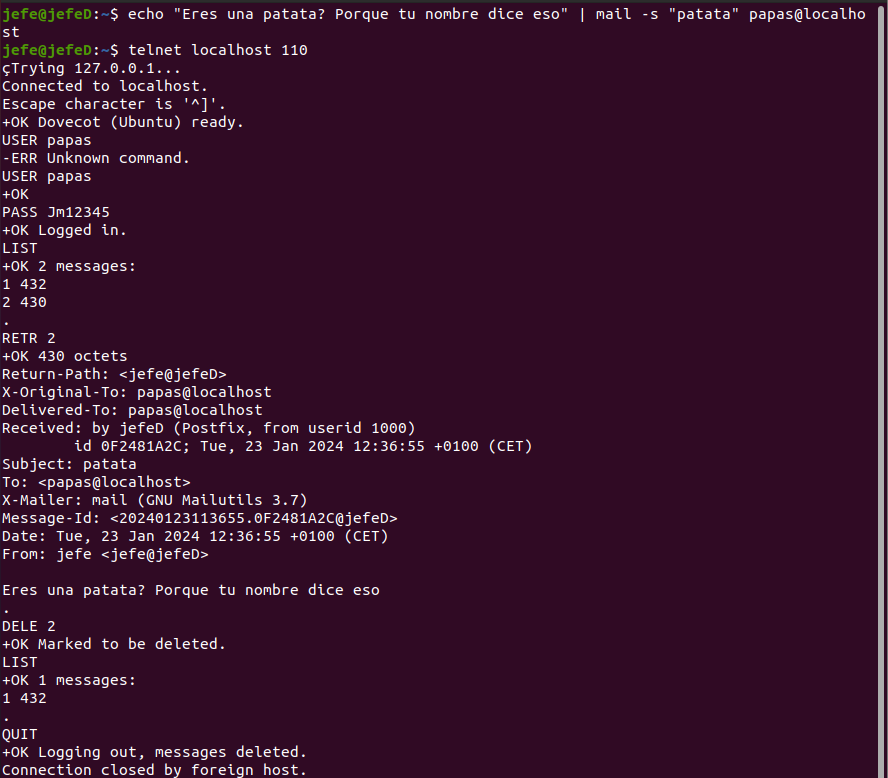 jefe@jefeD:~$ echo "Eres una patata? Porque tu nombre dice eso" | mail -s "patata" papas@localho
st
jefe@jefeD:~$ telnet localhost 110
çTrying 127.0.0.1...
Connected to localhost.
Escape character is '^]'.
+OK Dovecot (Ubuntu) ready.
USER papas
-ERR Unknown command.
USER papas
+OK
PASS Jm12345
+OK Logged in.
LIST
+OK 2 messages:
1 432
2 430
.
RETR 2
+OK 430 octets
Return-Path: <jefe@jefeD>
X-Original-To: papas@localhost
Delivered-To: papas@localhost
Received: by jefeD (Postfix, from userid 1000)
        id 0F2481A2C; Tue, 23 Jan 2024 12:36:55 +0100 (CET)
Subject: patata
To: <papas@localhost>
X-Mailer: mail (GNU Mailutils 3.7)
Message-Id: <20240123113655.0F2481A2C@jefeD>
Date: Tue, 23 Jan 2024 12:36:55 +0100 (CET)
From: jefe <jefe@jefeD>

Eres una patata? Porque tu nombre dice eso
.
DELE 2
+OK Marked to be deleted.
LIST
+OK 1 messages:
1 432
.
QUIT
+OK Logging out, messages deleted.
Connection closed by foreign host.